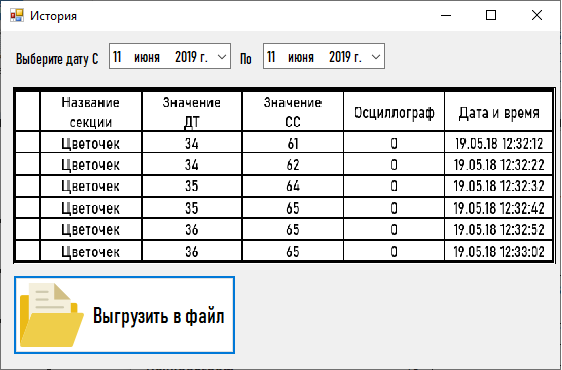 История
Выберите дату С 11 июня 2019 г. По 11 июня 2019 г.
Название секции Значение ДТ Значение СС Осциллограф Дата и время
Цветочек 34 61 0 19.05.18 12:32:12
Цветочек 34 62 0 19.05.18 12:32:22
Цветочек 35 64 0 19.05.18 12:32:32
Цветочек 35 65 0 19.05.18 12:32:42
Цветочек 36 65 0 19.05.18 12:32:52
Цветочек 36 65 0 19.05.18 12:33:02
Выгрузить в файл